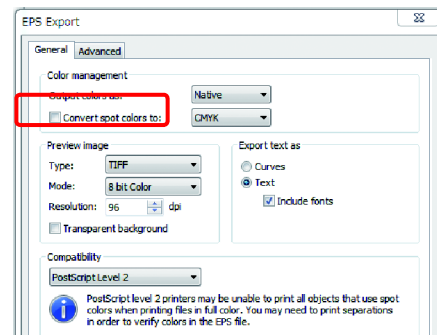 EPS Export
General Advanced
Color management
Output colors as: Native
Convert spot colors to: CMYK
Preview image
Type: TIFF
Mode: 8 bit Color
Resolution: 96 dpi
Transparent background
Export text as
Curves
Text
Include fonts
Compatibility
PostScript Level 2
PostScript level 2 printers may be unable to print all objects that use spot
colors when printing files in full color. You may need to print separations
in order to verify colors in the EPS file.